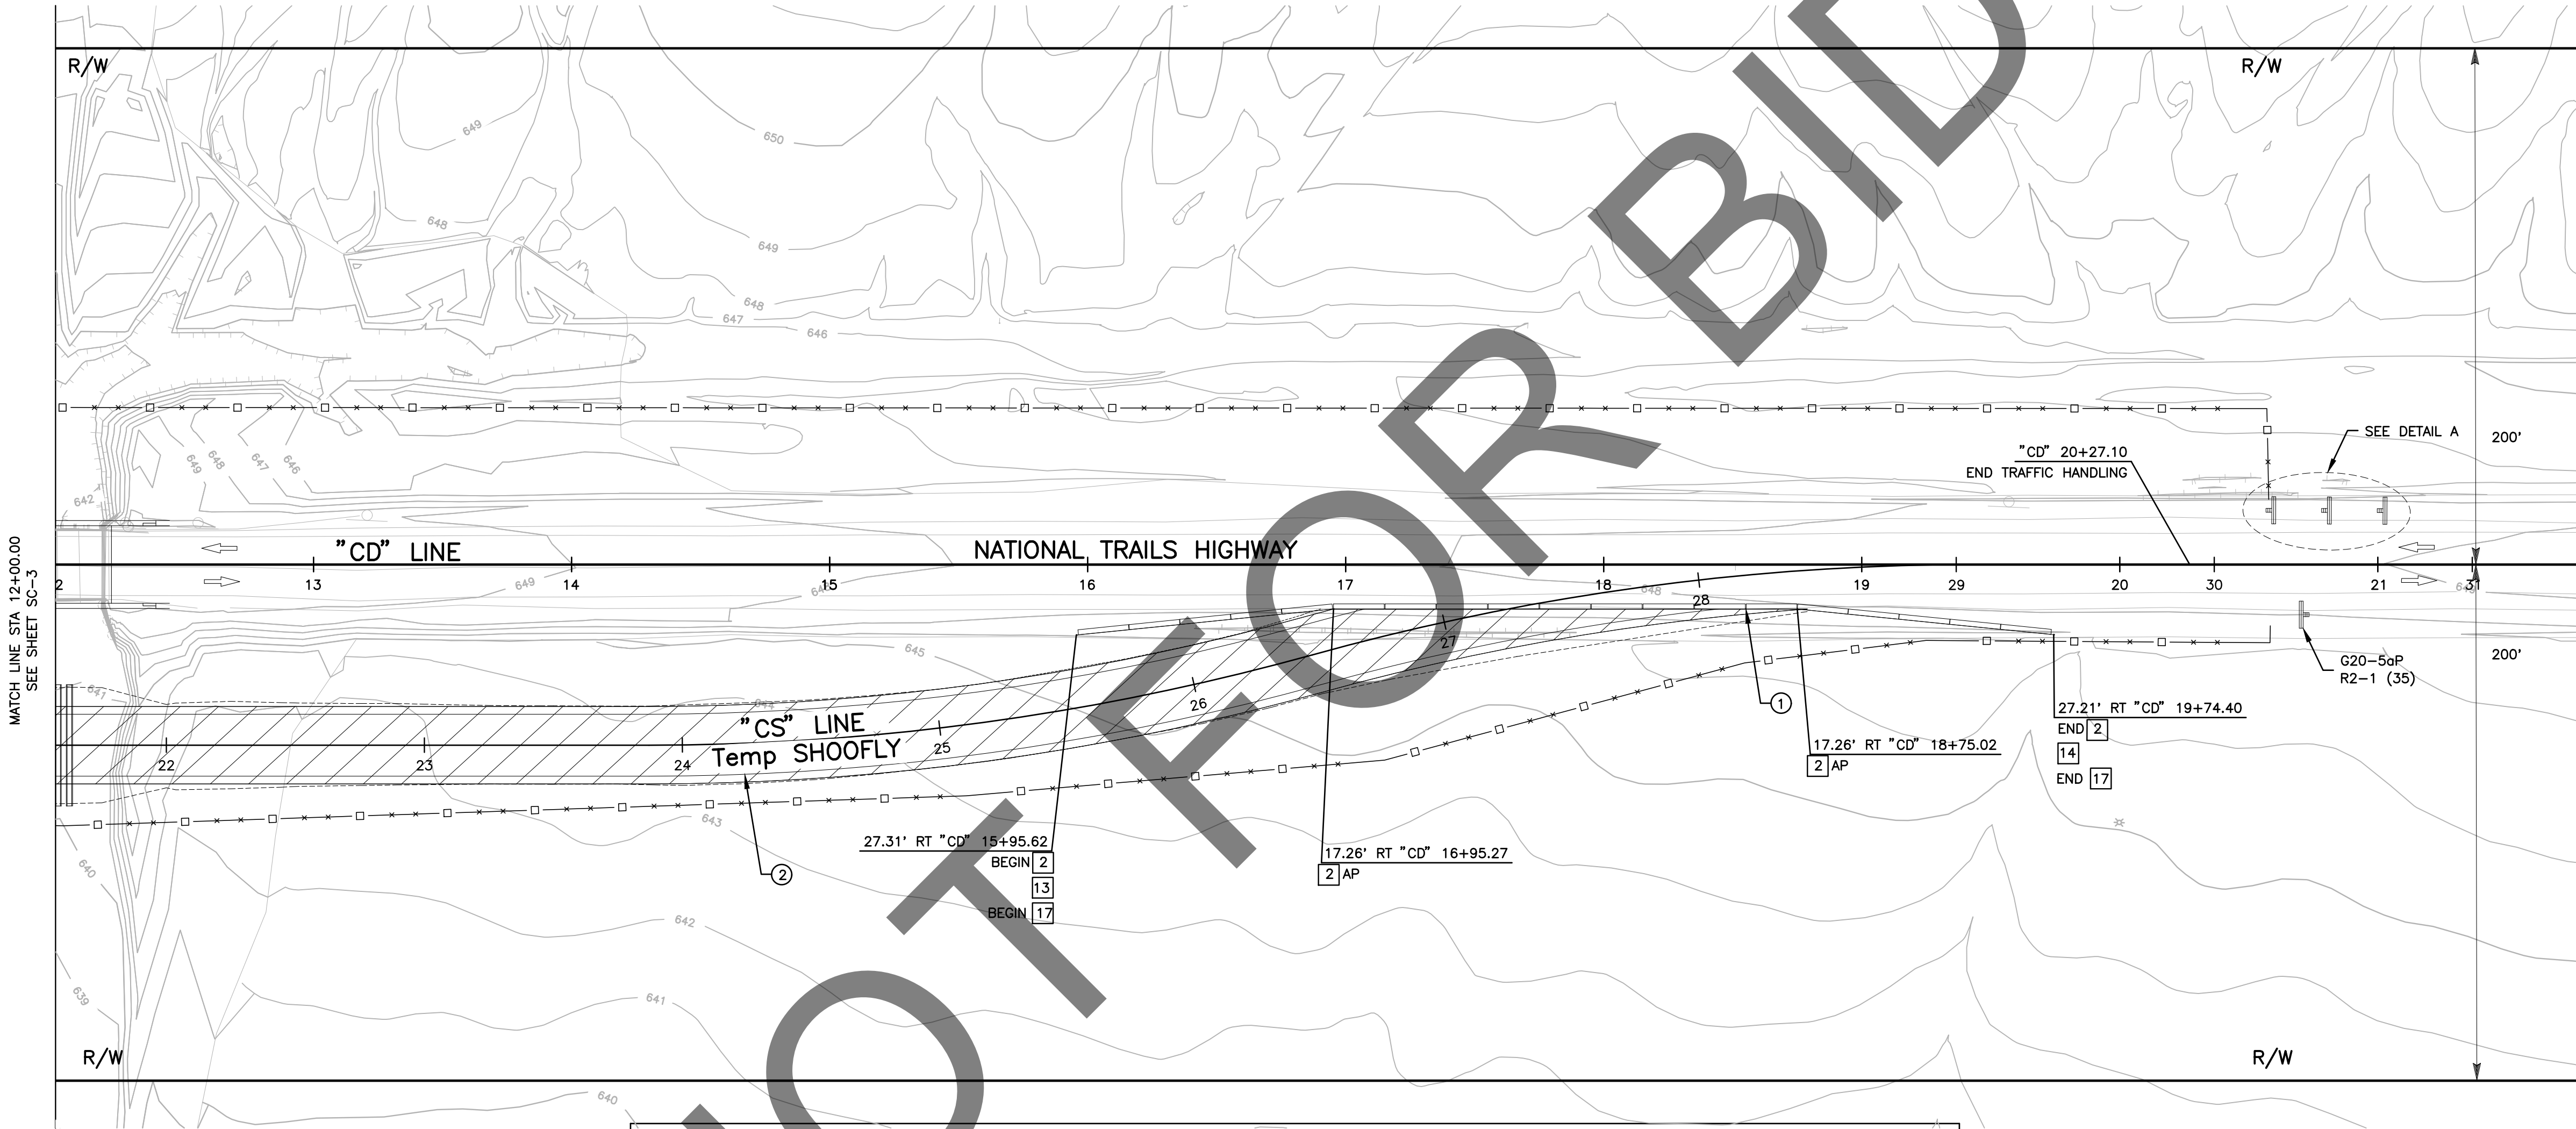 R/W
R/W
649
650
648
649
648
647
646
649
648
647
646
642
SEE DETAIL A
200'
"CD" 20+27.10
END TRAFFIC HANDLING
MATCH LINE STA 12+00.00
SEE SHEET SC-3
"CD" LINE
NATIONAL TRAILS HIGHWAY
2
13
14
15
16
17
18
19
29
20
30
21
31
649
648
28
27
645
641
26
"CS" LINE
Temp SHOOFLY
25
22
23
24
1
G20-5aP
R2-1 (35)
200'
27.21' RT "CD" 19+74.40
END 2
14
END 17
17.26' RT "CD" 18+75.02
2 AP
643
27.31' RT "CD" 15+95.62
BEGIN 2
13
BEGIN 17
17.26' RT "CD" 16+95.27
2 AP
2
640
642
639
641
R/W
R/W
640
NOT FOR BID